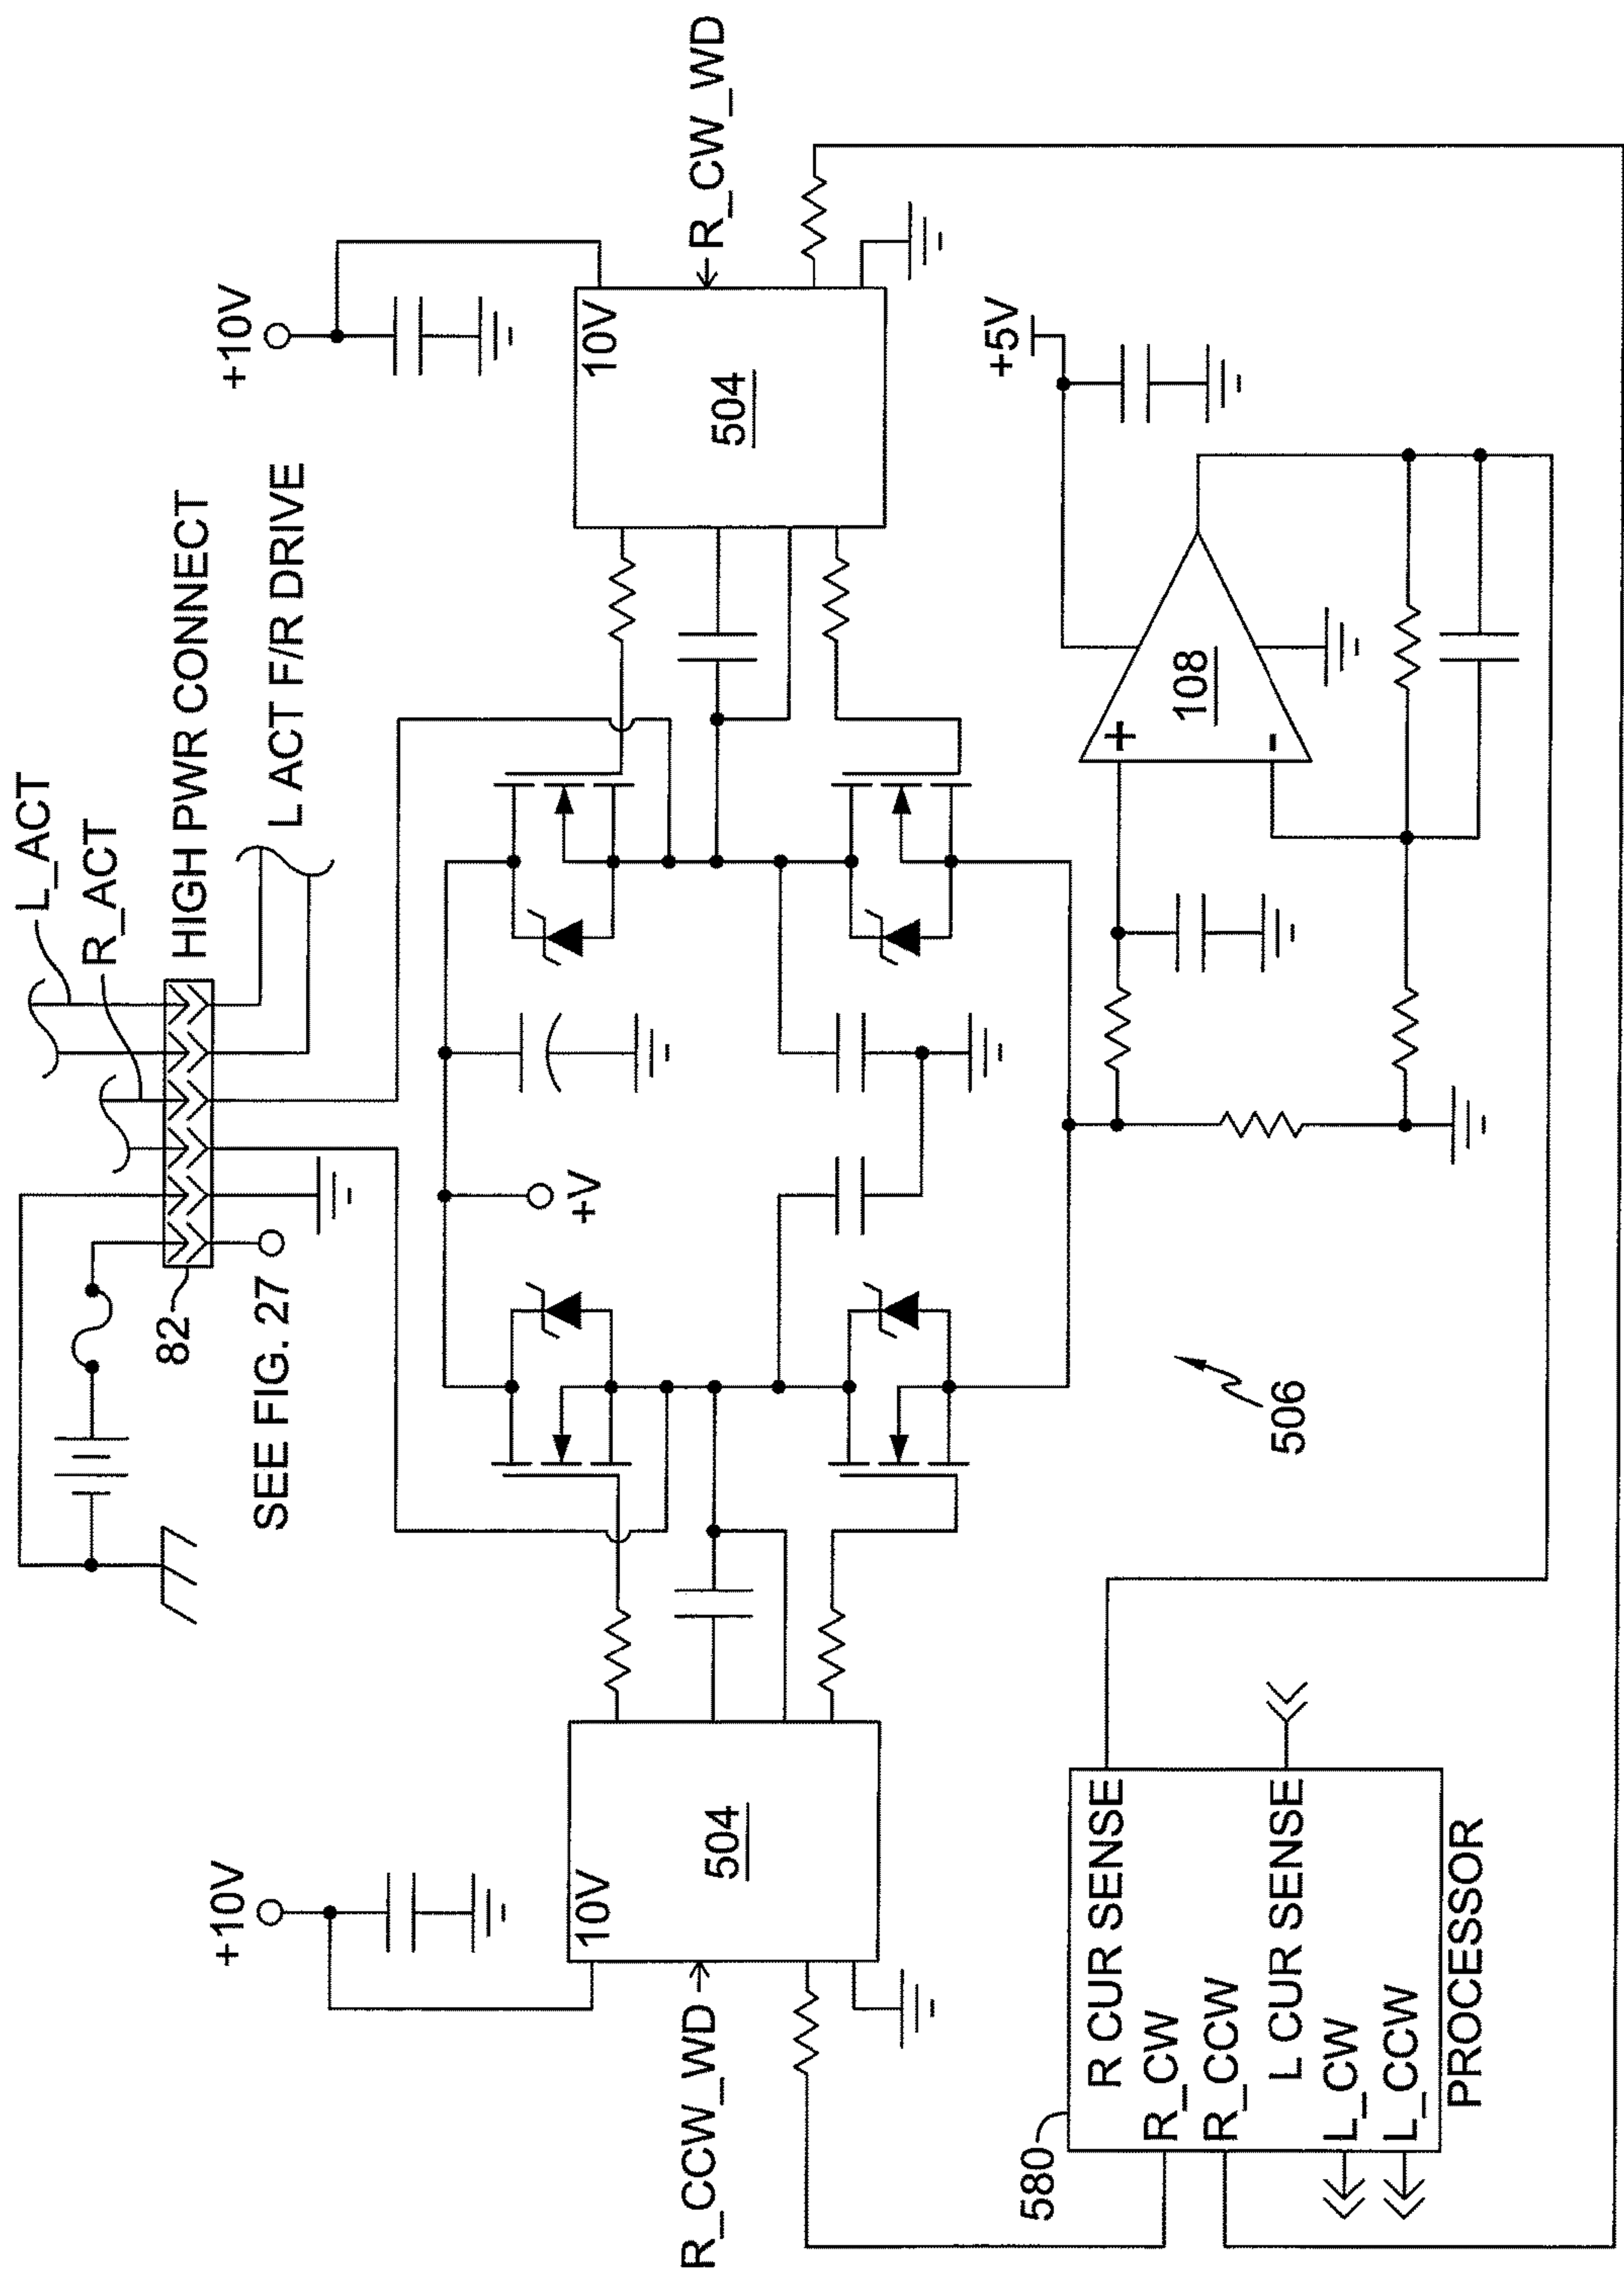 L_ACT
R_ACT
HIGH PWR CONNECT
L ACT F/R DRIVE
82
SEE FIG. 27
+10V
10V
504
R_CCW_WD
+V
+10V
10V
504
R_CW_WD
506
+5V
+
-
108
580
R CUR SENSE
R_CW
R_CCW
L CUR SENSE
L_CW
L_CCW
PROCESSOR